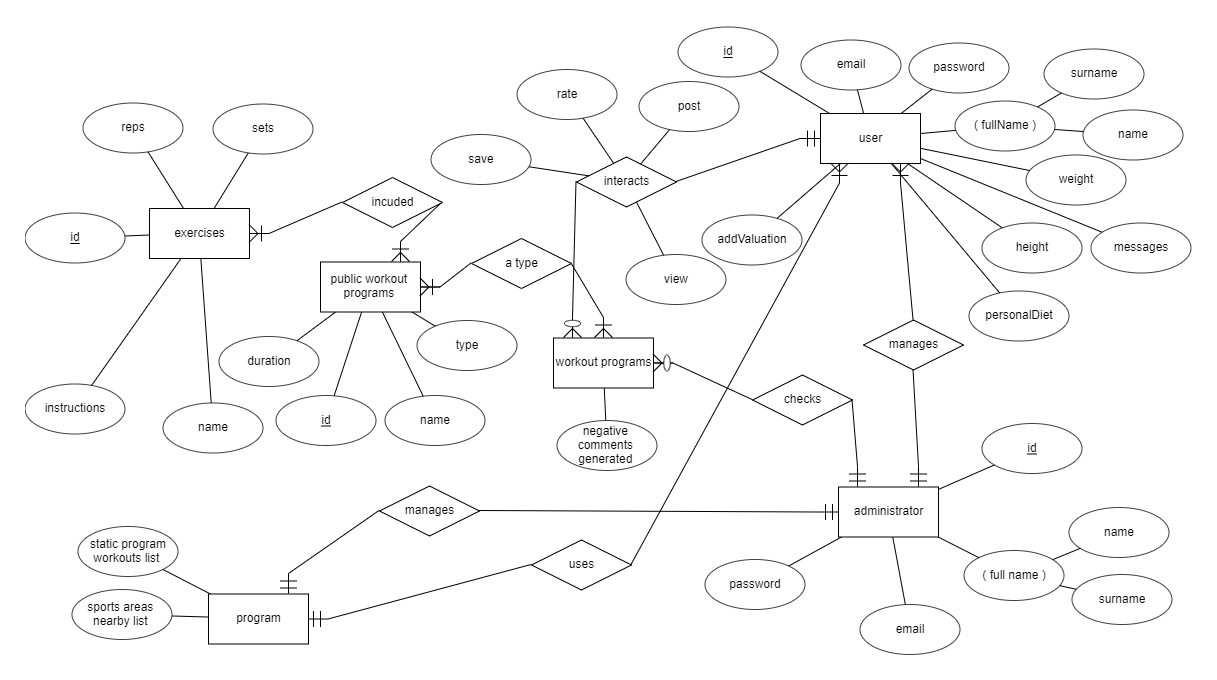 id
email
password
surname
( fullName )
name
user
rate
post
save
interacts
weight
addValuation
height
messages
view
personalDiet
reps
sets
incuded
id
exercises
a type
public workout
programs
duration
type
workout programs
manages
checks
instructions
name
id
name
negative
comments
generated
id
manages
administrator
name
static program
workouts list
uses
password
( full name )
surname
sports areas
nearby list
program
email